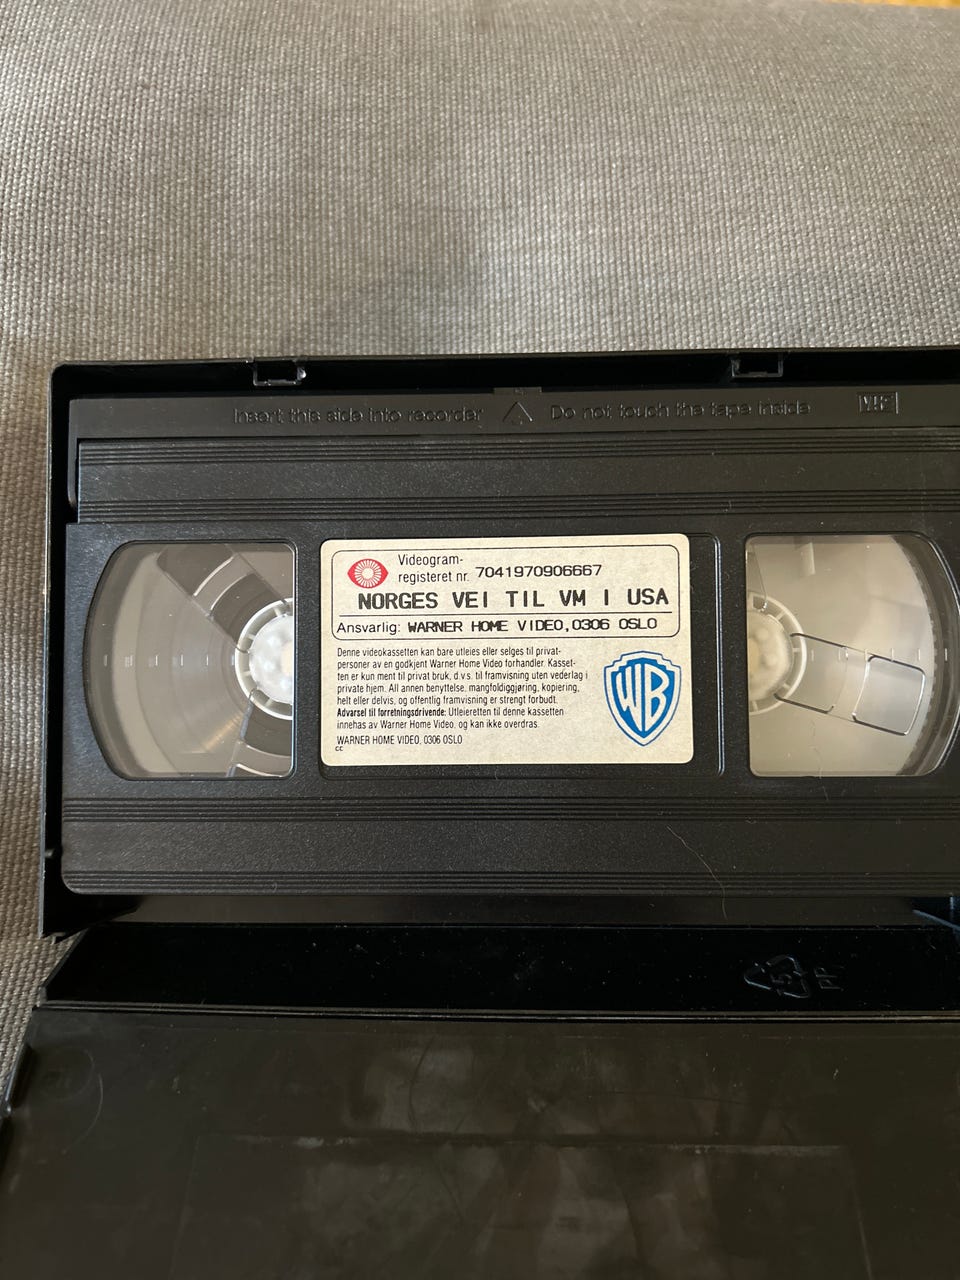 Insert this side into recorder △ Do not touch the tape inside VHS
Videogram-
registeret nr. 7041970906667
NORGES VEI TIL VM I USA
Ansvarlig: WARNER HOME VIDEO,0306 OSLO
Denne videokassetten kan bare utleies eller selges til privat-
personer av en godkjent Warner Home Video forhandler. Kasset-
ten er kun ment til privat bruk, d.v.s. til framvisning uten vederlag i
private hjem. All annen benyttelse, mangfoldiggjøring, kopiering,
helt eller delvis, og offentlig framvisning er strengt forbudt.
Advarsel til forretningsdrivende: Utleieretten til denne kassetten
innehas av Warner Home Video, og kan ikke overdras.
WARNER HOME VIDEO, 0306 OSLO
CC
WB
PP